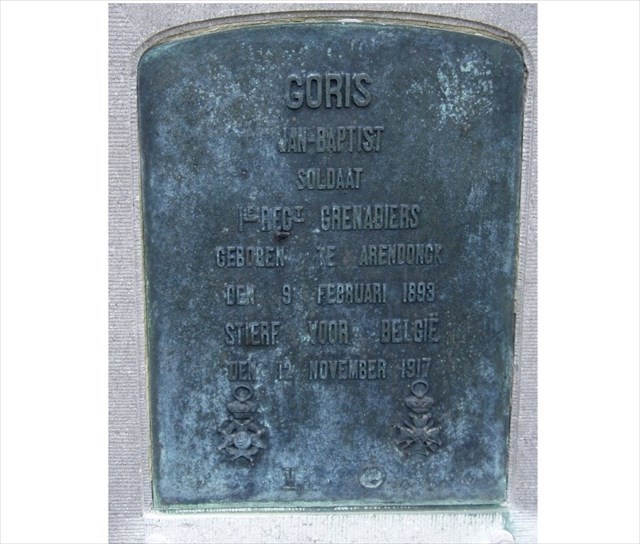 GORIS
JAN-BAPTIST
SOLDAAT
1STE REGT GRENADIERS
GEBOREN TE ARENDONCK
DEN 9 FEBRUARI 1893
STIERF VOOR BELGIË
DEN 12 NOVEMBER 1917